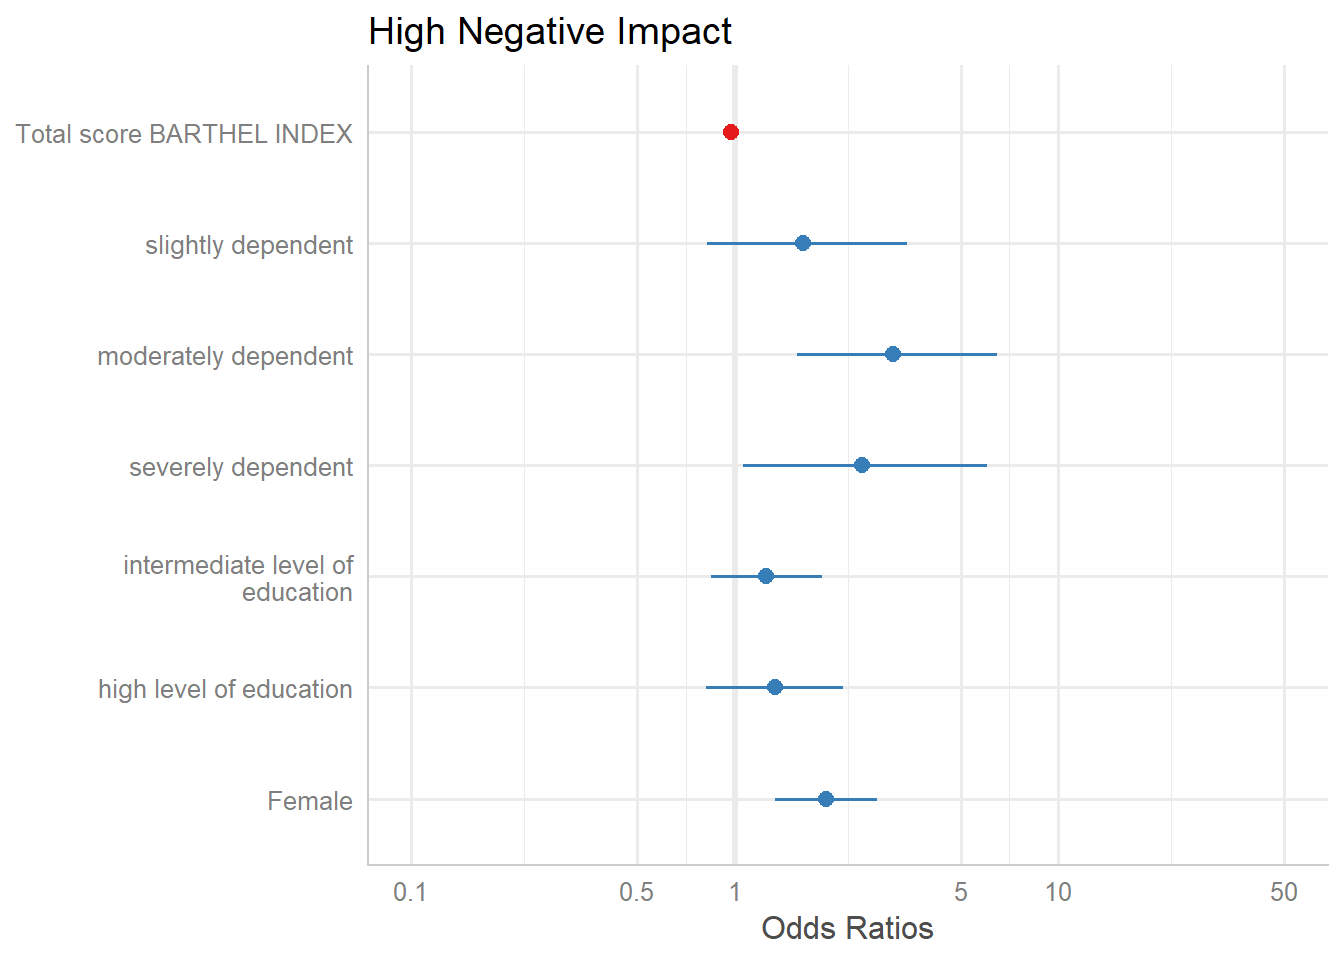 High Negative Impact
Total score BARTHEL INDEX
slightly dependent
moderately dependent
severely dependent
intermediate level of
education
high level of education
Female
0.1 0.5 1 5 10 50
Odds Ratios